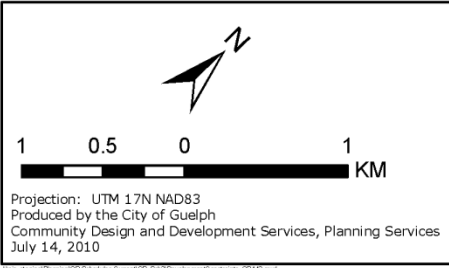 N
1 0.5 0 1
KM
Projection: UTM 17N NAD83
Produced by the City of Guelph
Community Design and Development Services, Planning Services
July 14, 2010